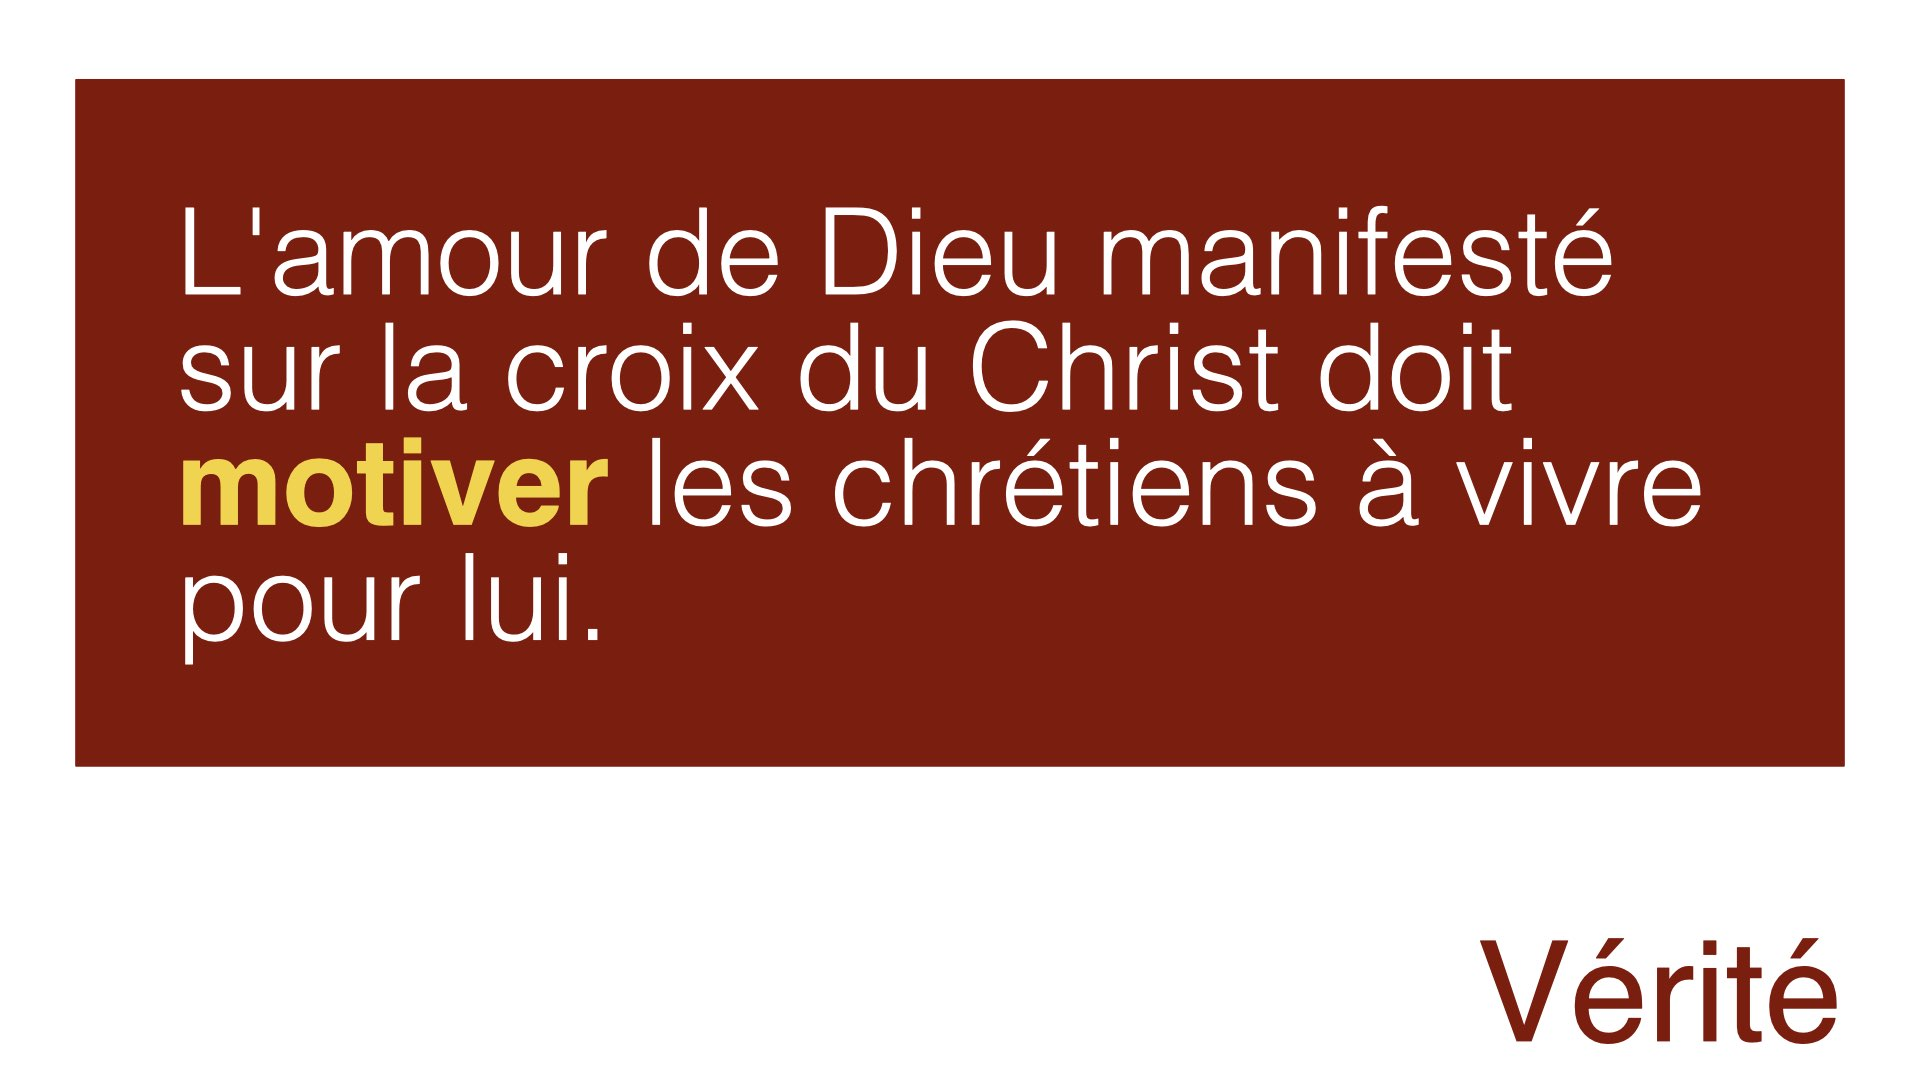 L'amour de Dieu manifesté
sur la croix du Christ doit
motiver les chrétiens à vivre
pour lui.
Vérité